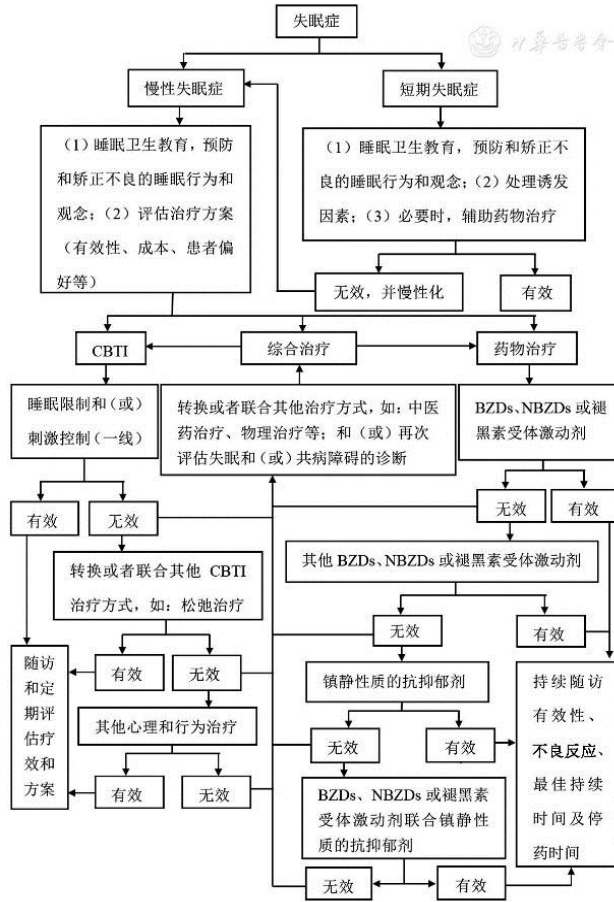 失眠症
中华医学会
慢性失眠症
短期失眠症
(1)睡眠卫生教育，预防
和矫正不良的睡眠行为和
观念；(2)评估治疗方案
(有效性、成本、患者偏
好等)
(1)睡眠卫生教育，预防和矫正不
良的睡眠行为和观念；(2)处理诱发
因素；(3)必要时，辅助药物治疗
无效，并慢性化
有效
CBTI
综合治疗
药物治疗
睡眠限制和(或)
刺激控制(一线)
转换或者联合其他治疗方式，如：中医
药治疗、物理治疗等；和(或)再次
评估失眠和(或)共病障碍的诊断
BZDs、NBZDs或褪
黑素受体激动剂
有效
无效
无效
有效
转换或者联合其他 CBTI
治疗方式，如：松弛治疗
其他BZDs、NBZDs或褪黑素受体激动剂
无效
有效
随访
和定
期评
估疗
效和
方案
有效
无效
镇静性质的抗抑郁剂
持续随访
有效性、
不良反应、
最佳持续
时间及停
药时间
其他心理和行为治疗
无效
有效
有效
无效
BZDs、NBZDs或褪黑素
受体激动剂联合镇静性
质的抗抑郁剂
无效
有效